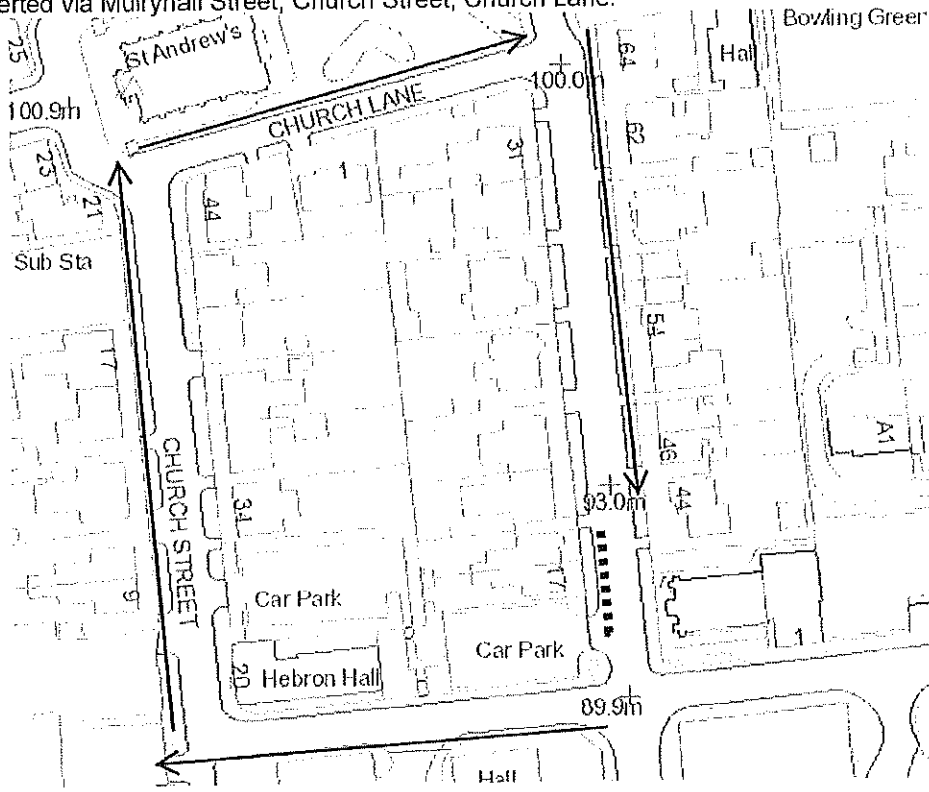 erted via Muirynall Street, Church Street, Church Lane.
Bowling Green
25
St Andrew's
64
Hall
100.0m
100.9m
CHURCH LANE
62
31
1
23
21
44
Sub Sta
54
17
A1
46
CHURCH STREET
93.0m
44
34
17
9
Car Park
1
Car Park
20
Hebron Hall
89.9m
Hall